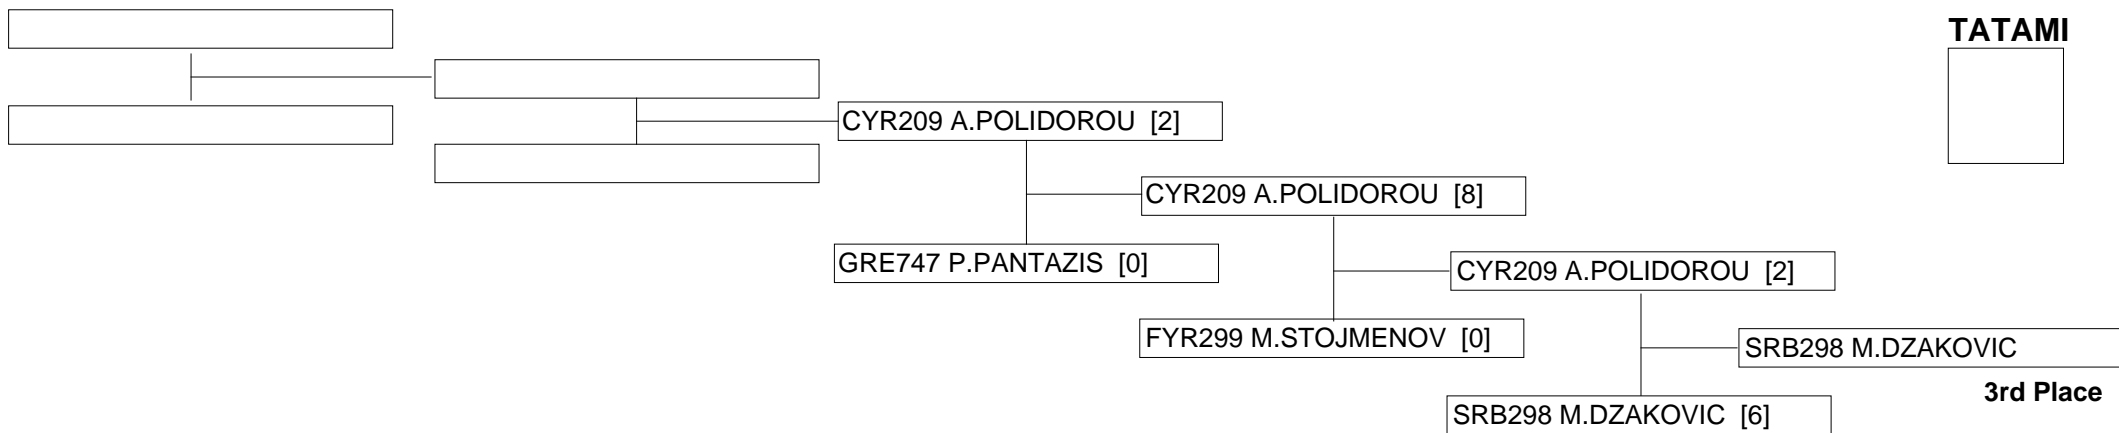 TATAMI
CYR209 A.POLIDOROU [2]
CYR209 A.POLIDOROU [8]
GRE747 P.PANTAZIS [0]
CYR209 A.POLIDOROU [2]
FYR299 M.STOJMENOV [0]
SRB298 M.DZAKOVIC
3rd Place
SRB298 M.DZAKOVIC [6]